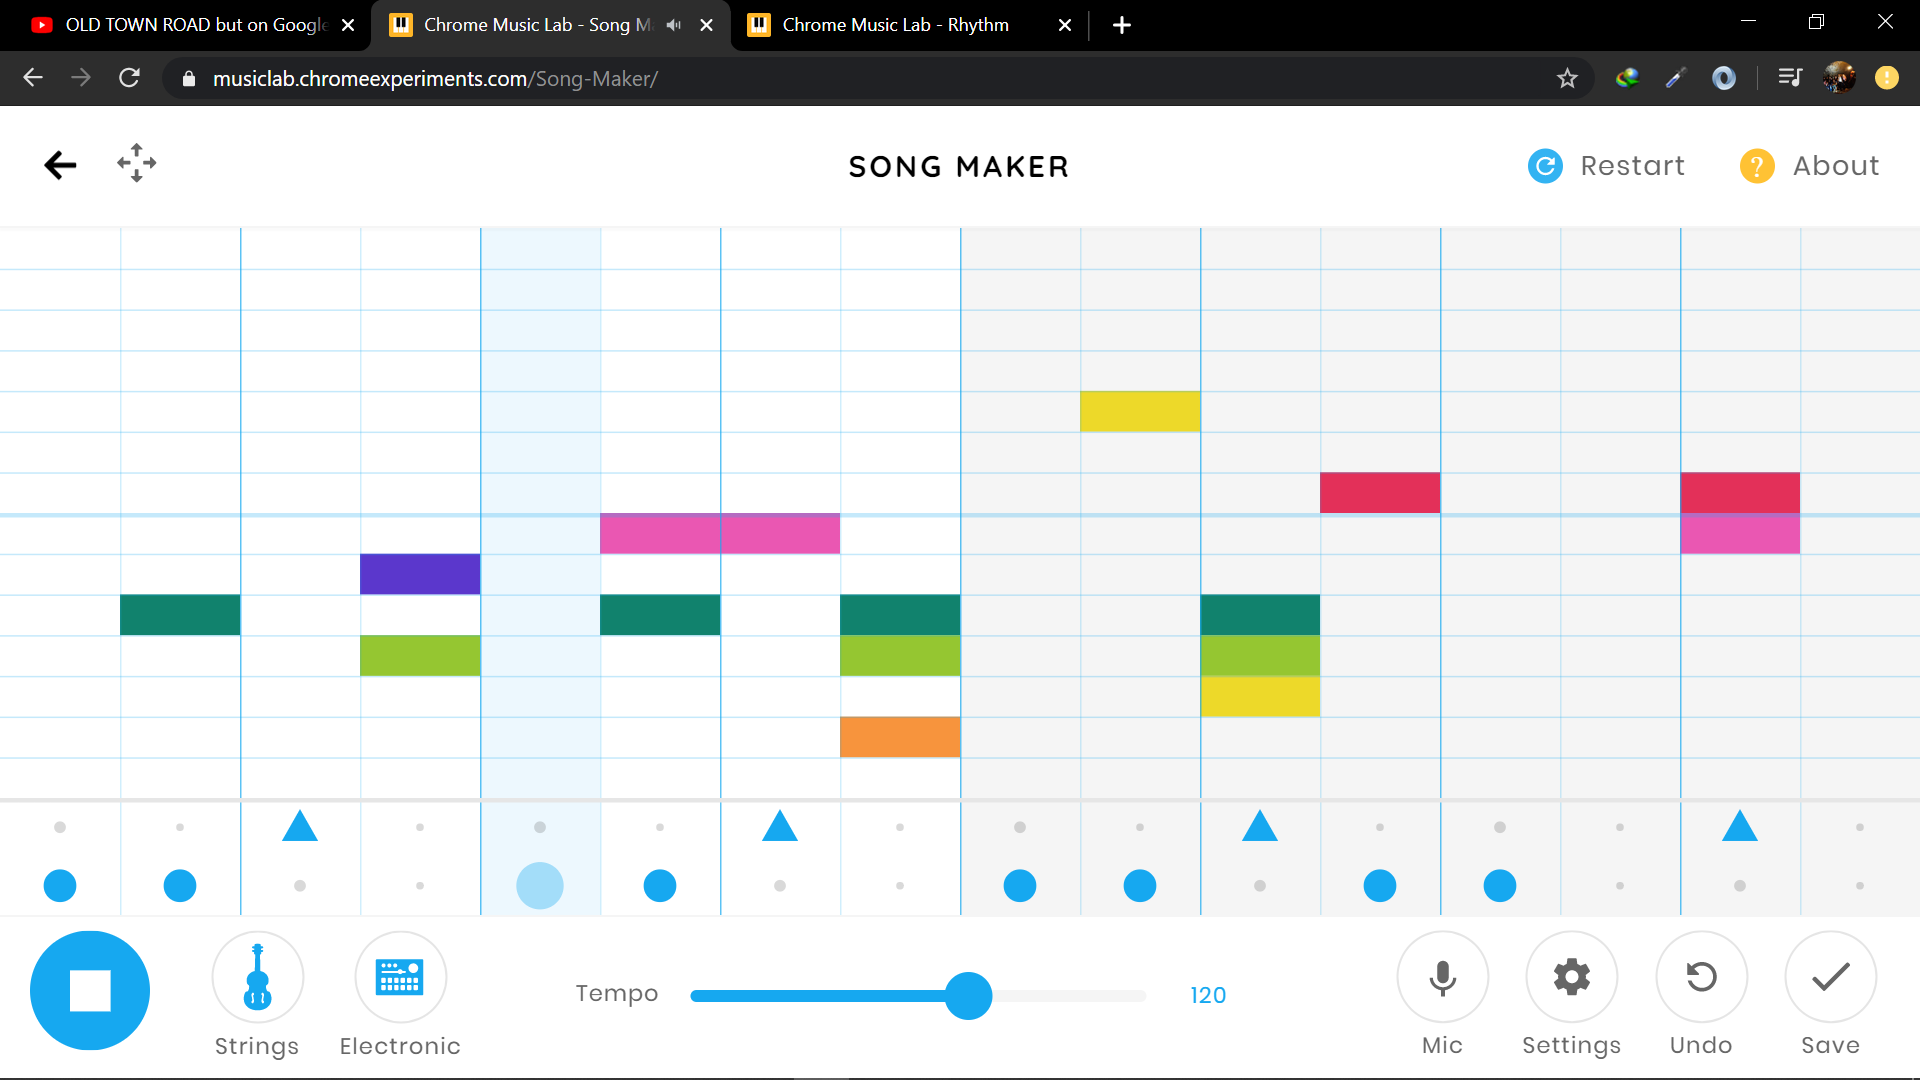 OLD TOWN ROAD but on Google
Chrome Music Lab - Song M
Chrome Music Lab - Rhythm
musiclab.chromeexperiments.com/Song-Maker/
SONG MAKER
Restart
? About
Tempo
120
Strings
Electronic
Mic
Settings
Undo
Save